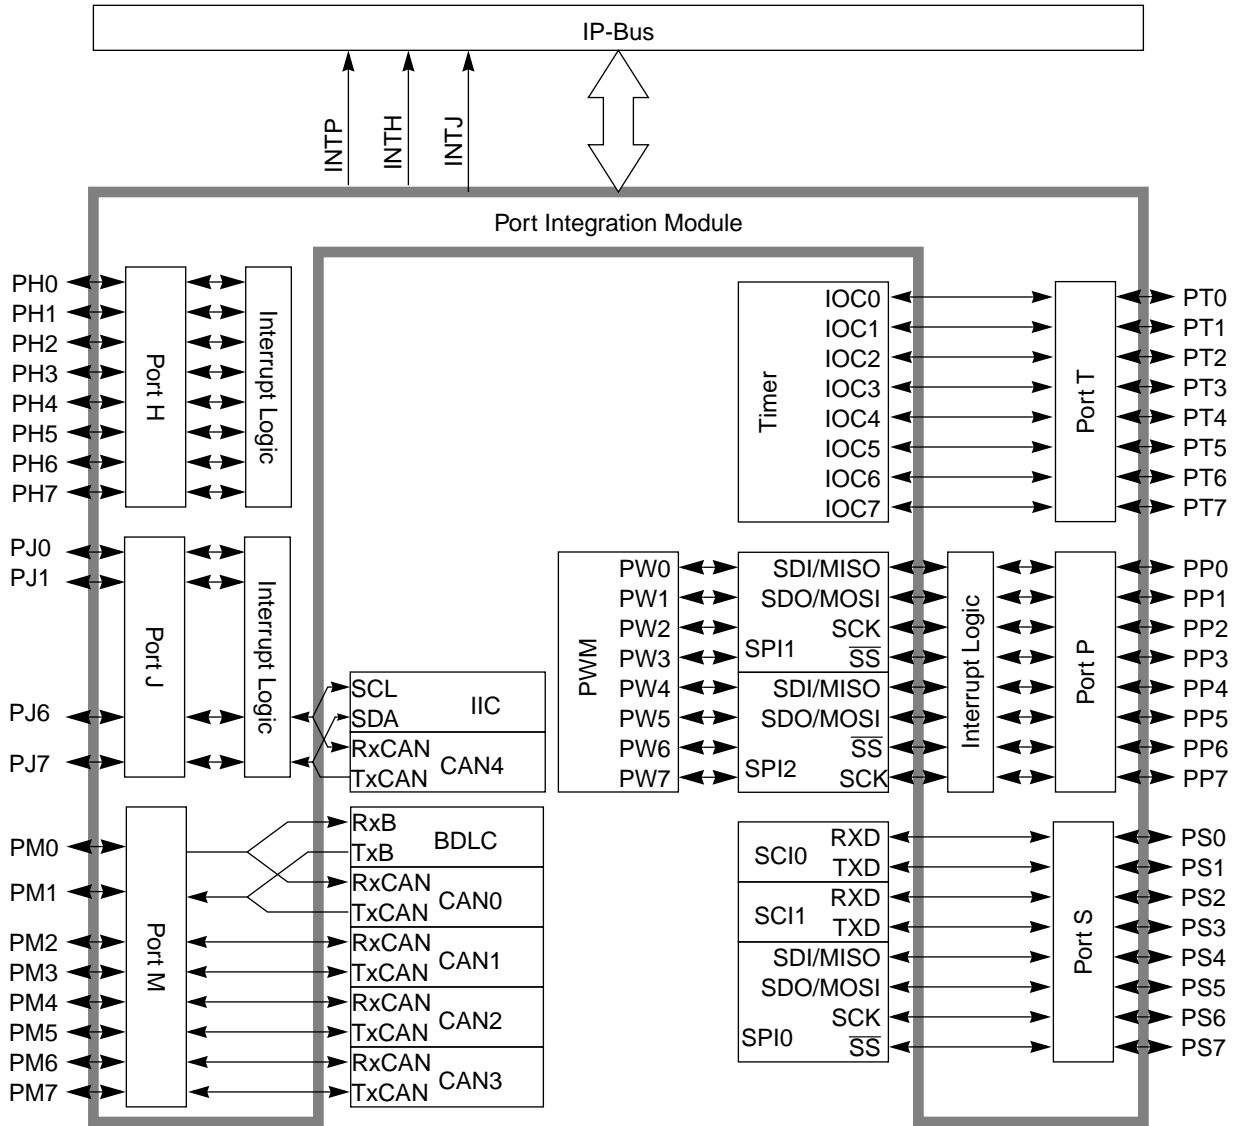 IP-Bus
INTP
INTH
INTJ
Port Integration Module
PH0
PH1
PH2
PH3
PH4
PH5
PH6
PH7
Port H
Interrupt Logic
PJ0
PJ1
PJ6
PJ7
Port J
Interrupt Logic
SCL
SDA
IIC
RxCAN
TxCAN
CAN4
PM0
PM1
PM2
PM3
PM4
PM5
PM6
PM7
Port M
RxB
TxB
BDLC
RxCAN
TxCAN
CAN0
RxCAN
TxCAN
CAN1
RxCAN
TxCAN
CAN2
RxCAN
TxCAN
CAN3
Timer
IOC0
IOC1
IOC2
IOC3
IOC4
IOC5
IOC6
IOC7
Port T
PT0
PT1
PT2
PT3
PT4
PT5
PT6
PT7
PWM
PW0
PW1
PW2
PW3
PW4
PW5
PW6
PW7
SDI/MISO
SDO/MOSI
SCK
SS
SPI1
SDI/MISO
SDO/MOSI
SS
SCK
SPI2
Interrupt Logic
Port P
PP0
PP1
PP2
PP3
PP4
PP5
PP6
PP7
SCI0
RXD
TXD
SCI1
RXD
TXD
SDI/MISO
SDO/MOSI
SCK
SS
SPI0
Port S
PS0
PS1
PS2
PS3
PS4
PS5
PS6
PS7